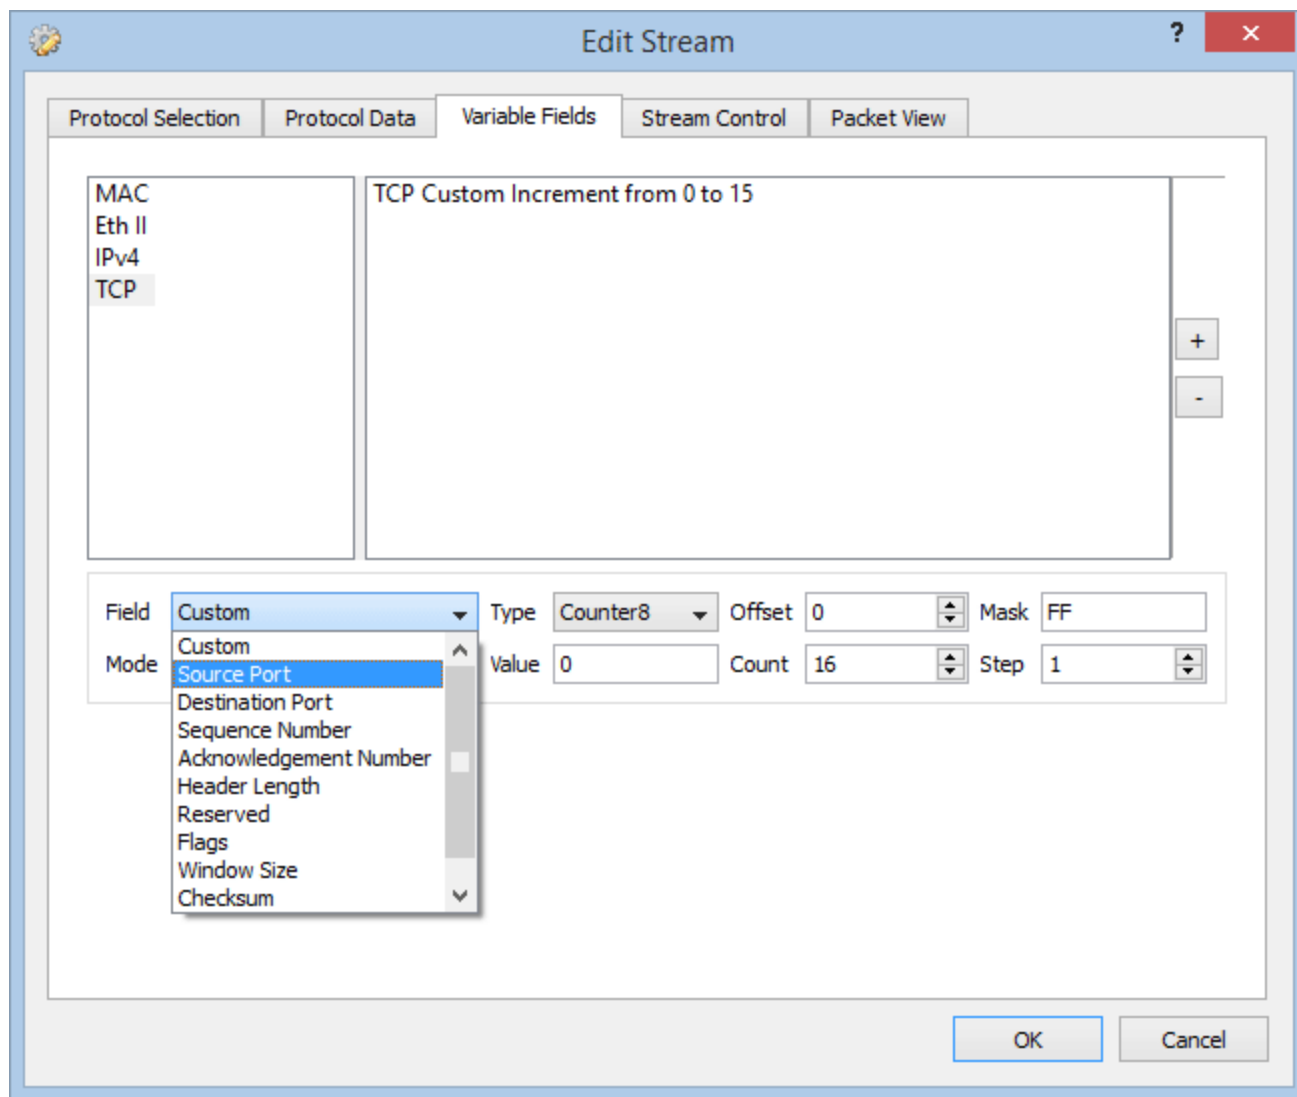 Edit Stream ?
Protocol Selection Protocol Data Variable Fields Stream Control Packet View
MAC
Eth II
IPv4
TCP
TCP Custom Increment from 0 to 15
+
-
Field Custom Type Counter8 Offset 0 Mask FF
Mode Value 0 Count 16 Step 1
Custom
Source Port
Destination Port
Sequence Number
Acknowledgement Number
Header Length
Reserved
Flags
Window Size
Checksum
OK Cancel